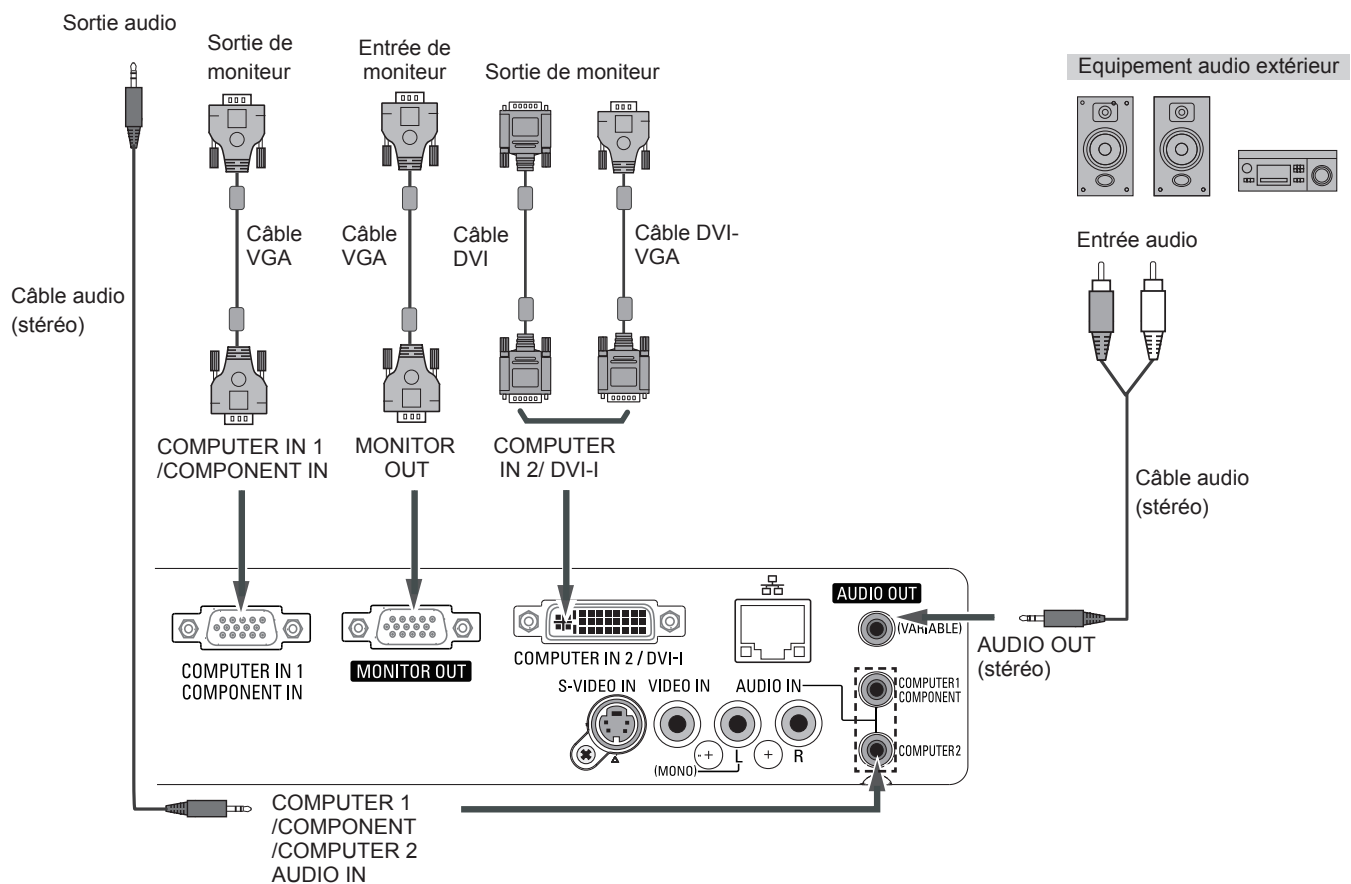 Sortie audio
Sortie de
moniteur
Entrée de
moniteur
Sortie de moniteur
Equipement audio extérieur
Câble
VGA
Câble
VGA
Câble
DVI
Câble DVI-
VGA
Entrée audio
Câble audio
(stéréo)
COMPUTER IN 1
/COMPONENT IN
MONITOR
OUT
COMPUTER
IN 2/ DVI-I
Câble audio
(stéréo)
AUDIO OUT
(VARIABLE)
AUDIO OUT
(stéréo)
COMPUTER IN 1
COMPONENT IN
MONITOR OUT
COMPUTER IN 2 / DVI-I
S-VIDEO IN
VIDEO IN
AUDIO IN
COMPUTER1
COMPONENT
COMPUTER2
(MONO)
L
R
COMPUTER 1
/COMPONENT
/COMPUTER 2
AUDIO IN